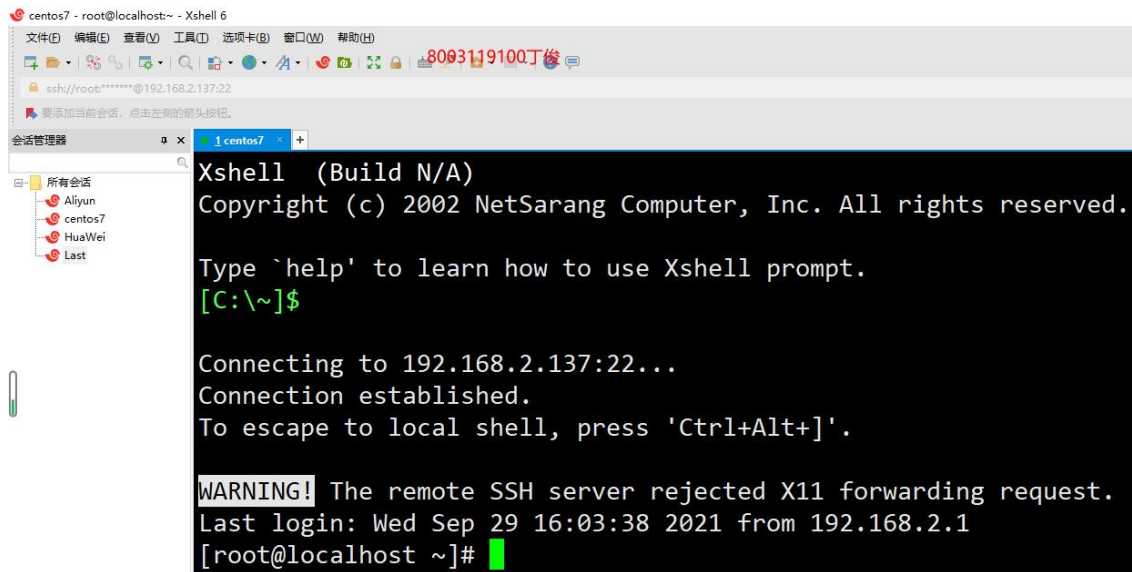 centos7 - root@localhost:~ - Xshell 6
文件(F) 编辑(E) 查看(V) 工具(T) 选项卡(B) 窗口(W) 帮助(H)
8003119100丁俊
ssh://root:*******@192.168.2.137:22
要添加当前会话，点击左侧的箭头按钮。
会话管理器
1 centos7 × +
所有会话
Aliyun
centos7
HuaWei
Last
Xshell (Build N/A)
Copyright (c) 2002 NetSarang Computer, Inc. All rights reserved.
Type `help' to learn how to use Xshell prompt.
[C:\~]$
Connecting to 192.168.2.137:22...
Connection established.
To escape to local shell, press 'Ctrl+Alt+]'.
WARNING! The remote SSH server rejected X11 forwarding request.
Last login: Wed Sep 29 16:03:38 2021 from 192.168.2.1
[root@localhost ~]#